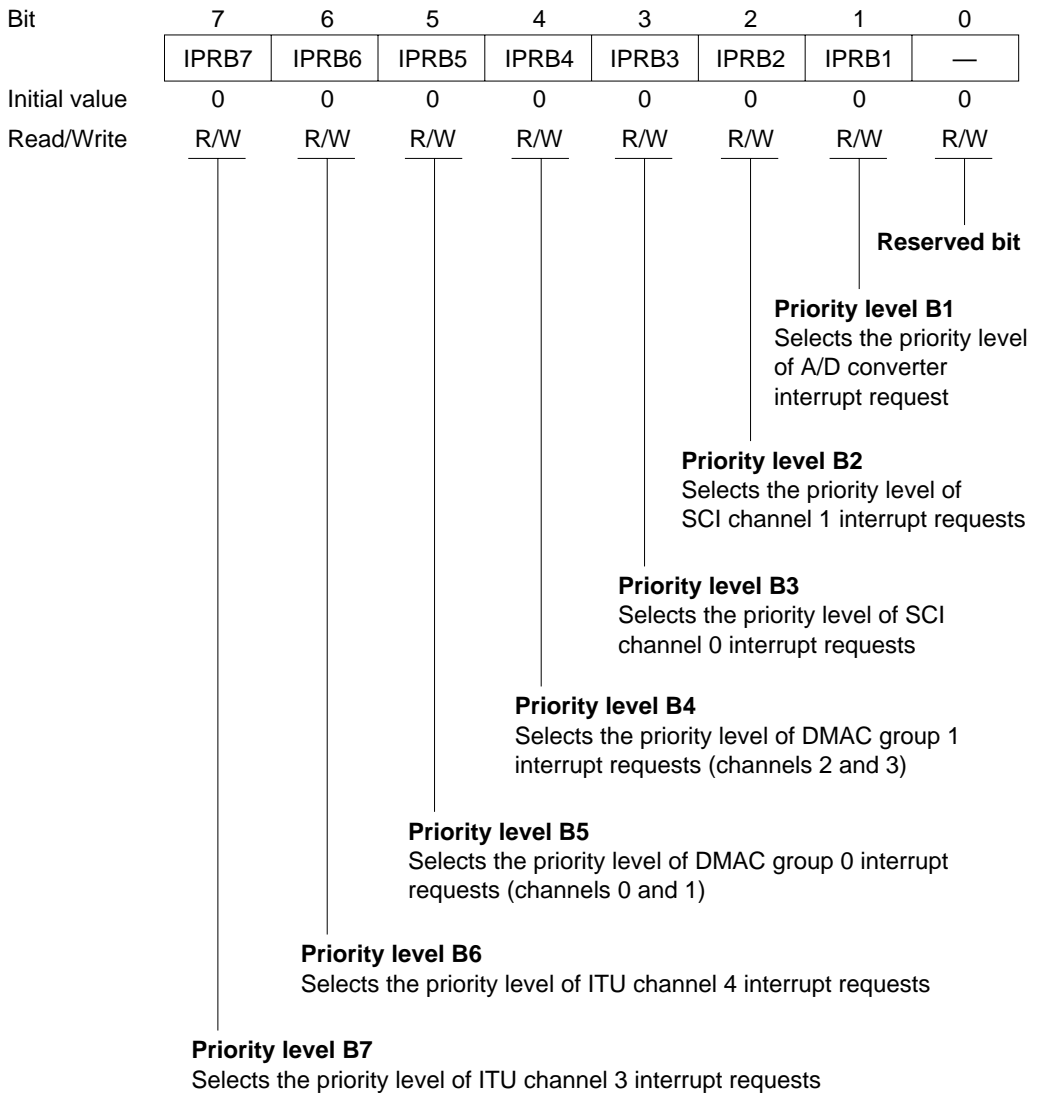 Bit 7 6 5 4 3 2 1 0
IPRB7 IPRB6 IPRB5 IPRB4 IPRB3 IPRB2 IPRB1 —
Initial value 0 0 0 0 0 0 0 0
Read/Write R/W R/W R/W R/W R/W R/W R/W R/W
Reserved bit
Priority level B1
Selects the priority level
of A/D converter
interrupt request
Priority level B2
Selects the priority level of
SCI channel 1 interrupt requests
Priority level B3
Selects the priority level of SCI
channel 0 interrupt requests
Priority level B4
Selects the priority level of DMAC group 1
interrupt requests (channels 2 and 3)
Priority level B5
Selects the priority level of DMAC group 0 interrupt
requests (channels 0 and 1)
Priority level B6
Selects the priority level of ITU channel 4 interrupt requests
Priority level B7
Selects the priority level of ITU channel 3 interrupt requests